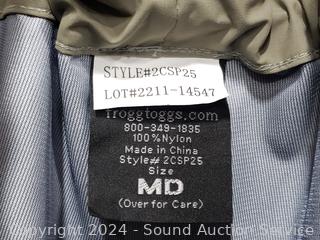 STYLE#2CSP25
LOT#2211-14547
froggtoggs.com
800-349-1835
100%Nylon
Made in China
Style# 2CSP25
Size
MD
(Over for Care)
Copyright 2024 - Sound Auction Service